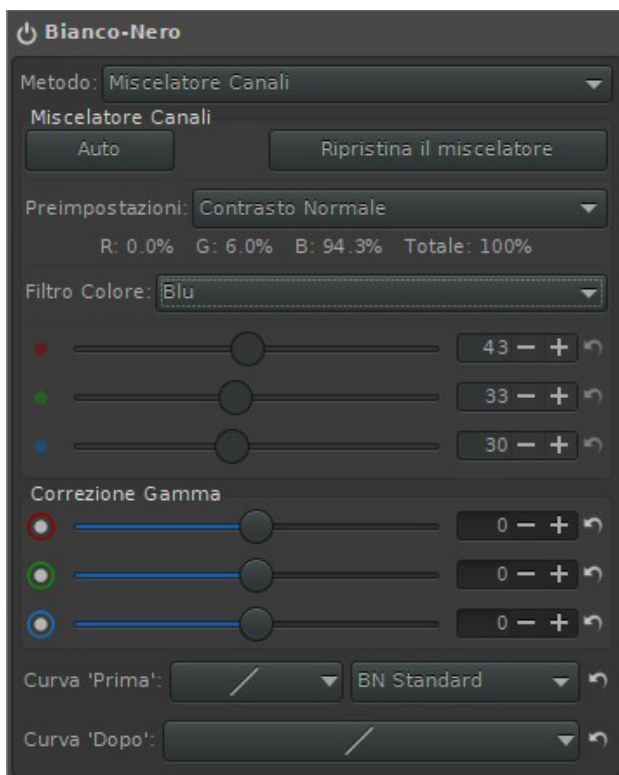 Bianco-Nero
Metodo: Miscelatore Canali
Miscelatore Canali
Auto Ripristina il miscelatore
Preimpostazioni: Contrasto Normale
R: 0.0% G: 6.0% B: 94.3% Totale: 100%
Filtro Colore: Blu
43
33
30
Correzione Gamma
0
0
0
Curva 'Prima': BN Standard
Curva 'Dopo':